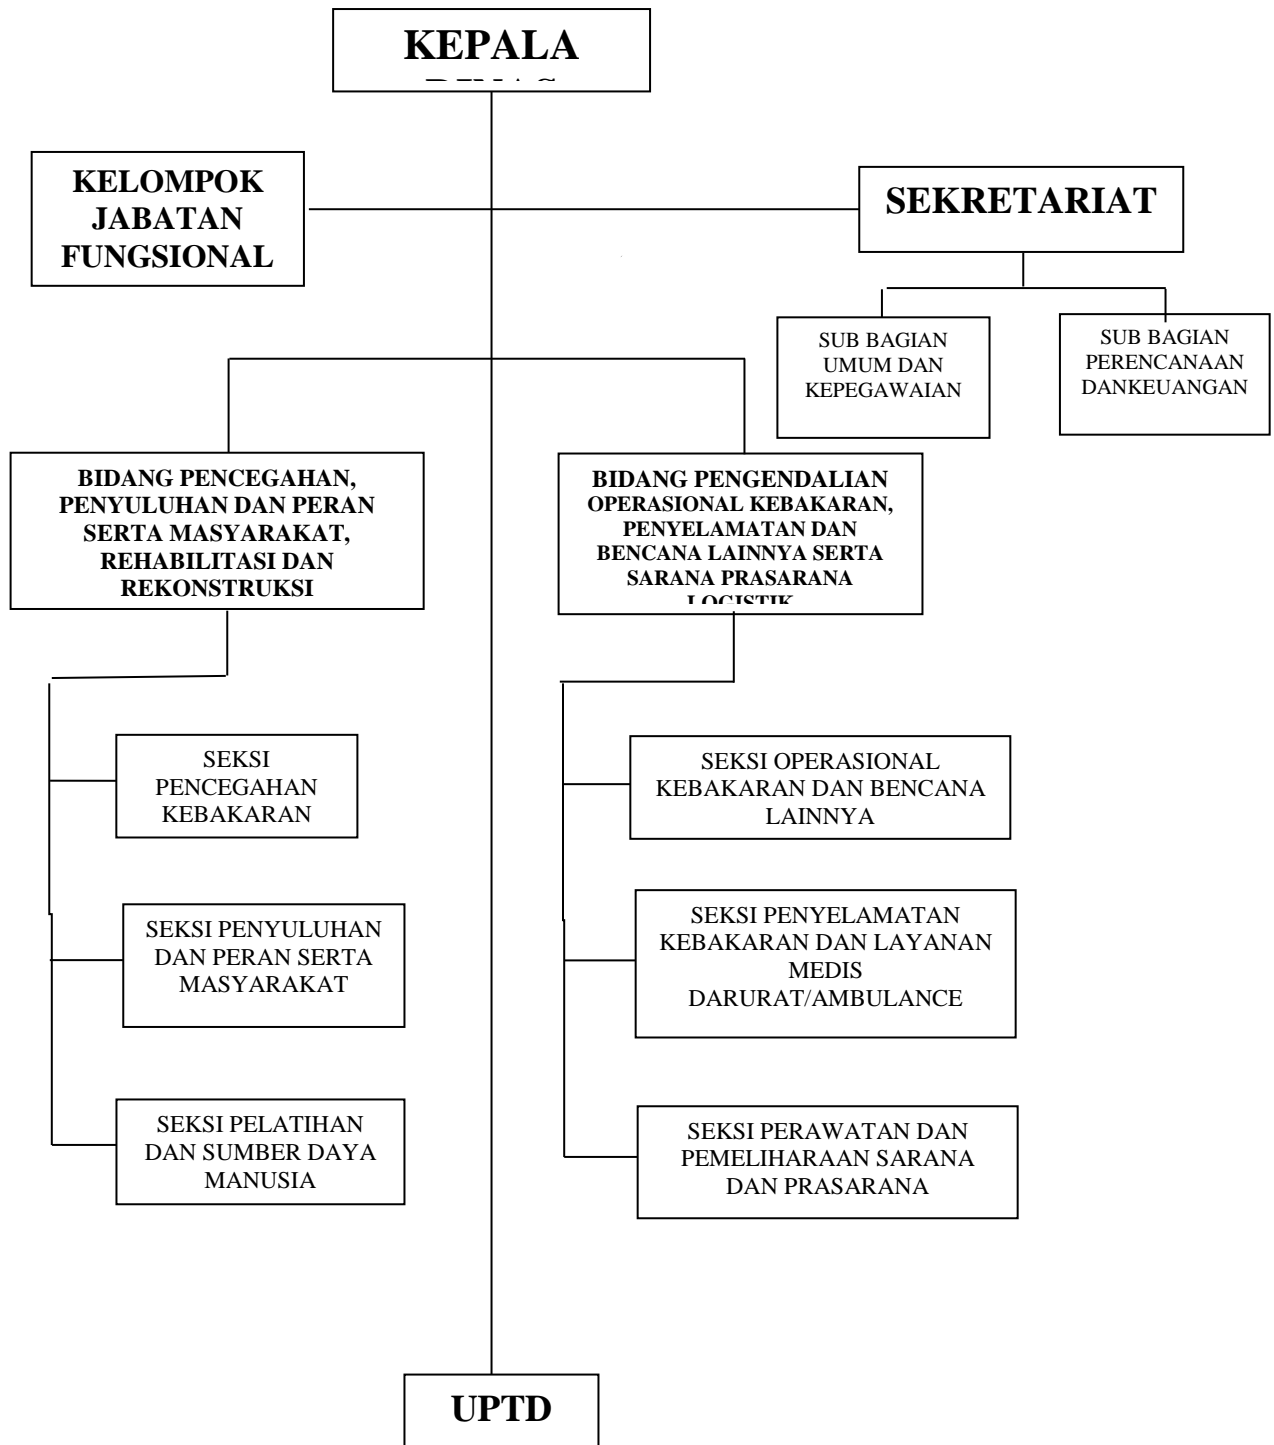 KEPALA
KELOMPOK
JABATAN
FUNGSIONAL
SEKRETARIAT
SUB BAGIAN
UMUM DAN
KEPEGAWAIAN
SUB BAGIAN
PERENCANAAN
DANKEUANGAN
BIDANG PENCEGAHAN,
PENYULUHAN DAN PERAN
SERTA MASYARAKAT,
REHABILITASI DAN
REKONSTRUKSI
BIDANG PENGENDALIAN
OPERASIONAL KEBAKARAN,
PENYELAMATAN DAN
BENCANA LAINNYA SERTA
SARANA PRASARANA
LOGISTIK
SEKSI
PENCEGAHAN
KEBAKARAN
SEKSI PENYULUHAN
DAN PERAN SERTA
MASYARAKAT
SEKSI PELATIHAN
DAN SUMBER DAYA
MANUSIA
SEKSI OPERASIONAL
KEBAKARAN DAN BENCANA
LAINNYA
SEKSI PENYELAMATAN
KEBAKARAN DAN LAYANAN
MEDIS
DARURAT/AMBULANCE
SEKSI PERAWATAN DAN
PEMELIHARAAN SARANA
DAN PRASARANA
UPTD